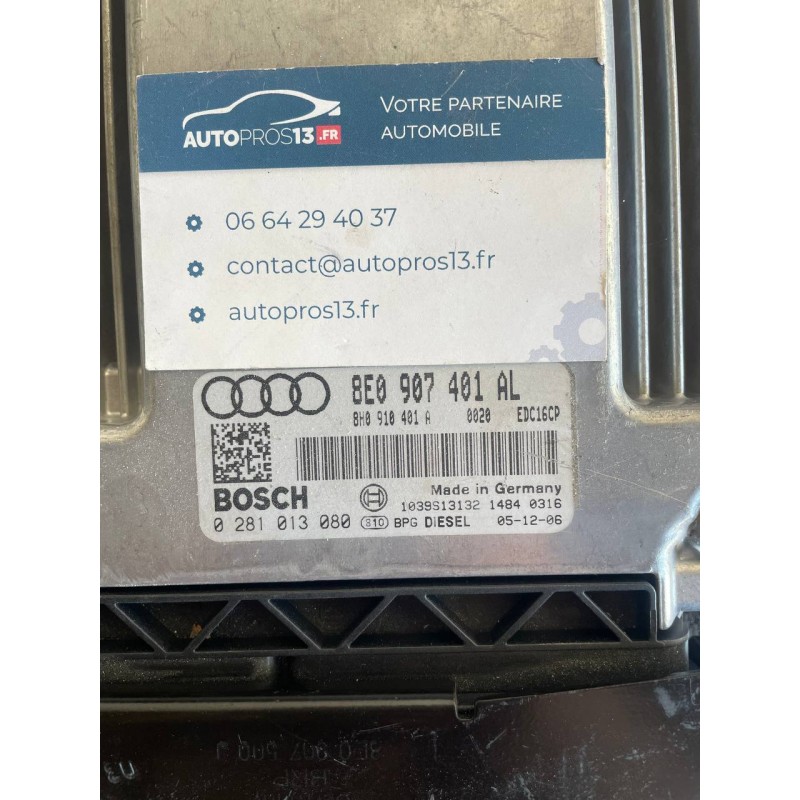 VOTRE PARTENAIRE
AUTOMOBILE
AUTOPROS13.FR
06 64 29 40 37
contact@autopros13.fr
autopros13.fr
8E0 907 401 AL
8H0 910 401 A 0020 EDC16CP
BOSCH
Made in Germany
1039S13132 1484 0316
0 281 013 080 S10 BPG DIESEL 05-12-06